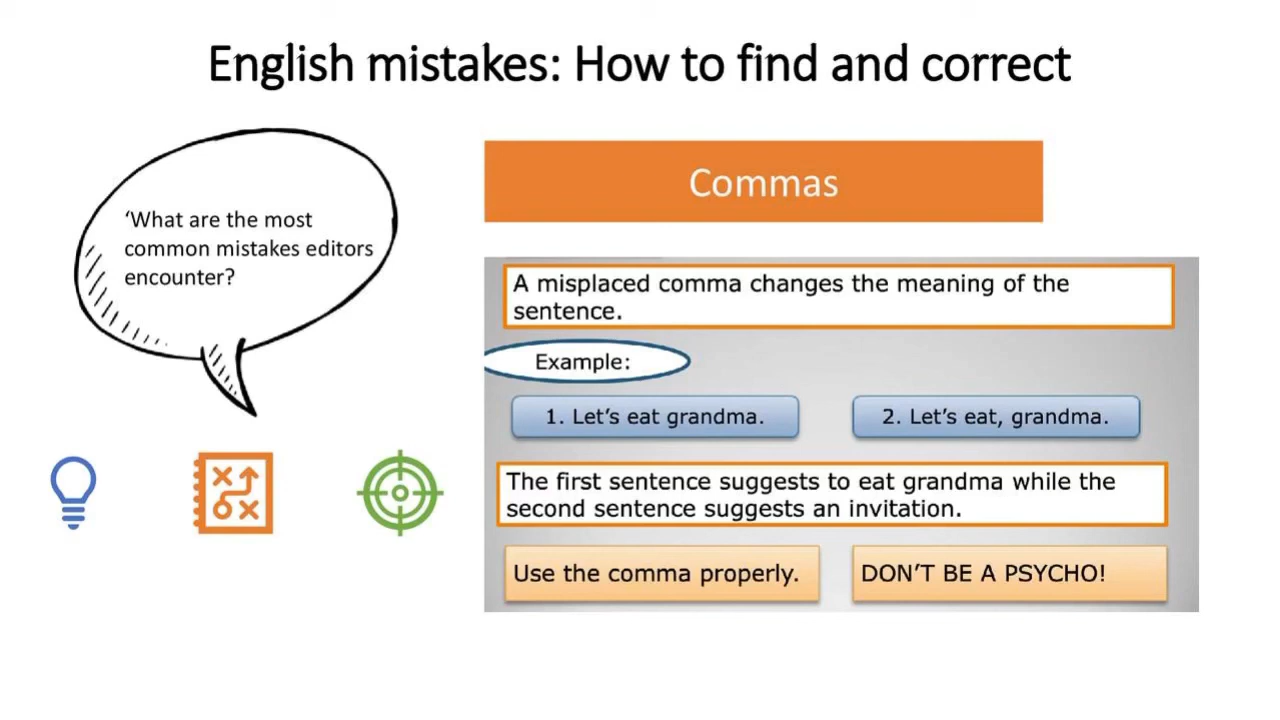 English mistakes: How to find and correct
‘What are the most
common mistakes editors
encounter?
Commas
A misplaced comma changes the meaning of the
sentence.
Example:
1. Let’s eat grandma.
2. Let’s eat, grandma.
The first sentence suggests to eat grandma while the
second sentence suggests an invitation.
Use the comma properly.
DON’T BE A PSYCHO!